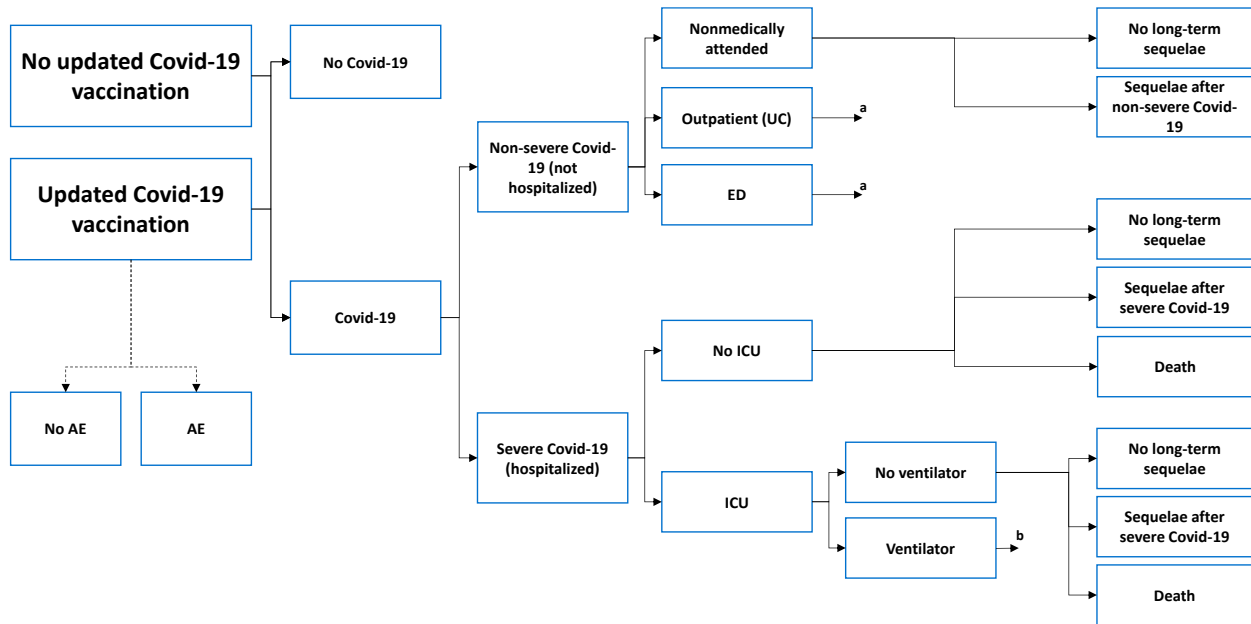 No updated Covid-19
vaccination
No Covid-19
Nonmedically
attended
No long-term
sequelae
Sequelae after
non-severe Covid-
19
Outpatient (UC)
a
Non-severe Covid-
19 (not
hospitalized)
Updated Covid-19
vaccination
ED
a
No long-term
sequelae
Sequelae after
severe Covid-19
Covid-19
No ICU
Death
No AE
AE
Severe Covid-19
(hospitalized)
No ventilator
No long-term
sequelae
ICU
Sequelae after
severe Covid-19
Ventilator
b
Death